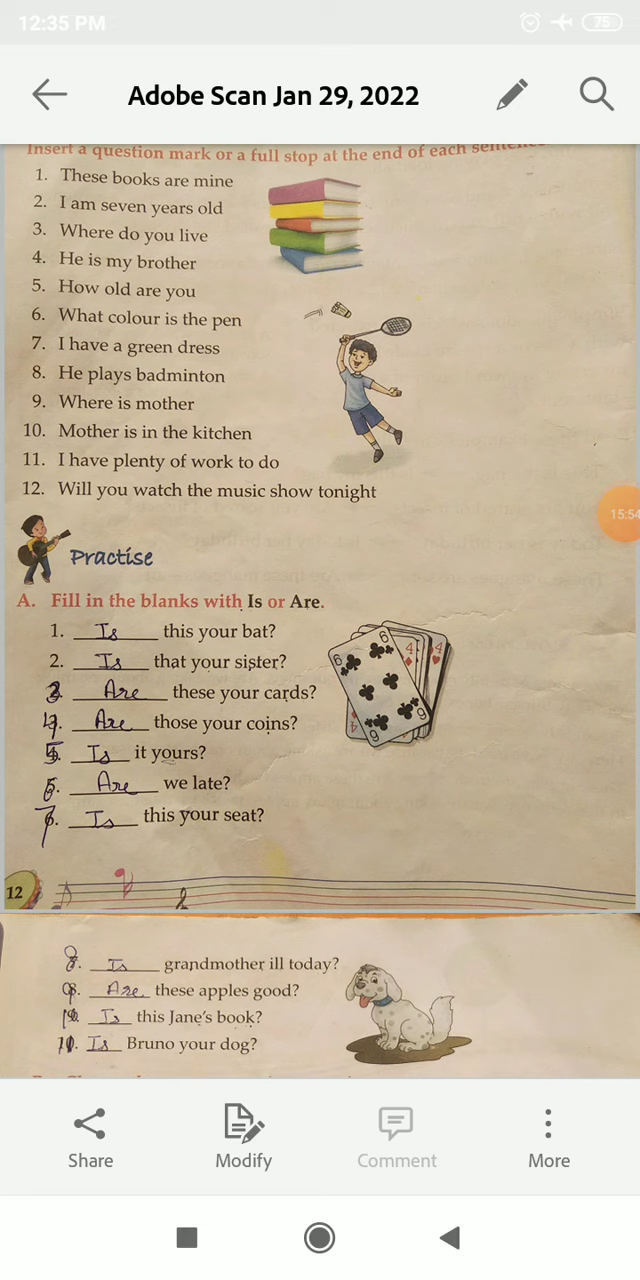 12:35 PM
75
Adobe Scan Jan 29, 2022
Insert a question mark or a full stop at the end of each sentence
1. These books are mine
2. I am seven years old
3. Where do you live
4. He is my brother
5. How old are you
6. What colour is the pen
7. I have a green dress
8. He plays badminton
9. Where is mother
10. Mother is in the kitchen
11. I have plenty of work to do
12. Will you watch the music show tonight
15:54
Practise
A. Fill in the blanks with Is or Are.
1. Is this your bat?
2. Is that your sister?
3 Are these your cards?
4. Are those your coins?
5. Is it yours?
6. Are we late?
7. Is this your seat?
12
8. Is grandmother ill today?
9. Are these apples good?
10. Is this Jane's book?
11. Is Bruno your dog?
Share
Modify
Comment
More